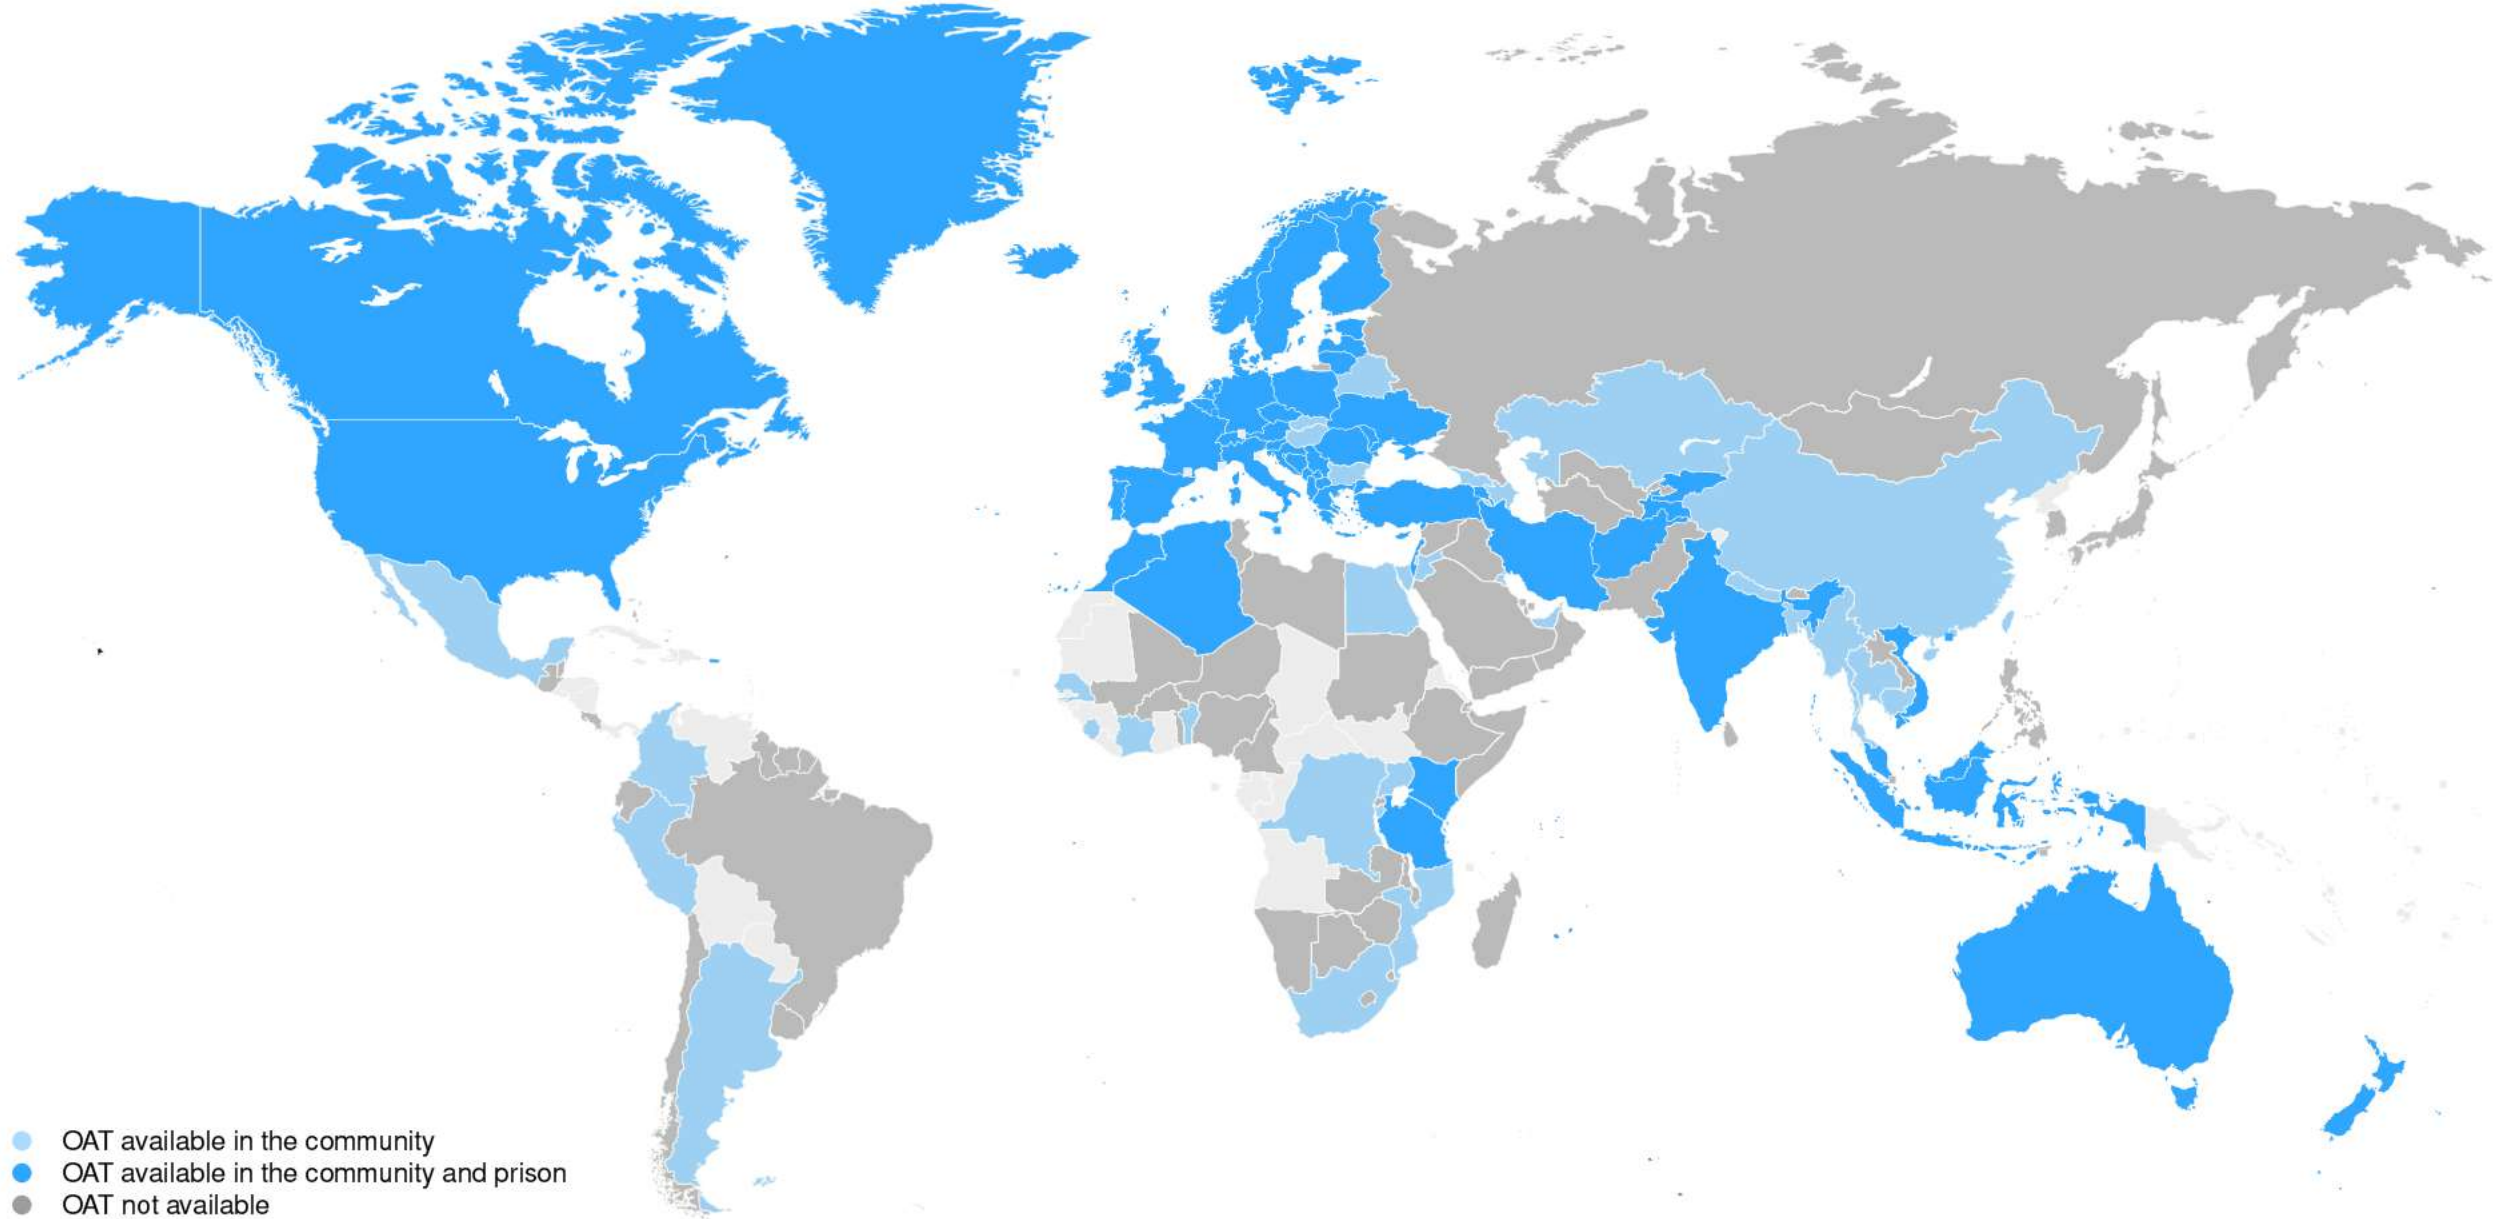 OAT available in the community
OAT available in the community and prison
OAT not available